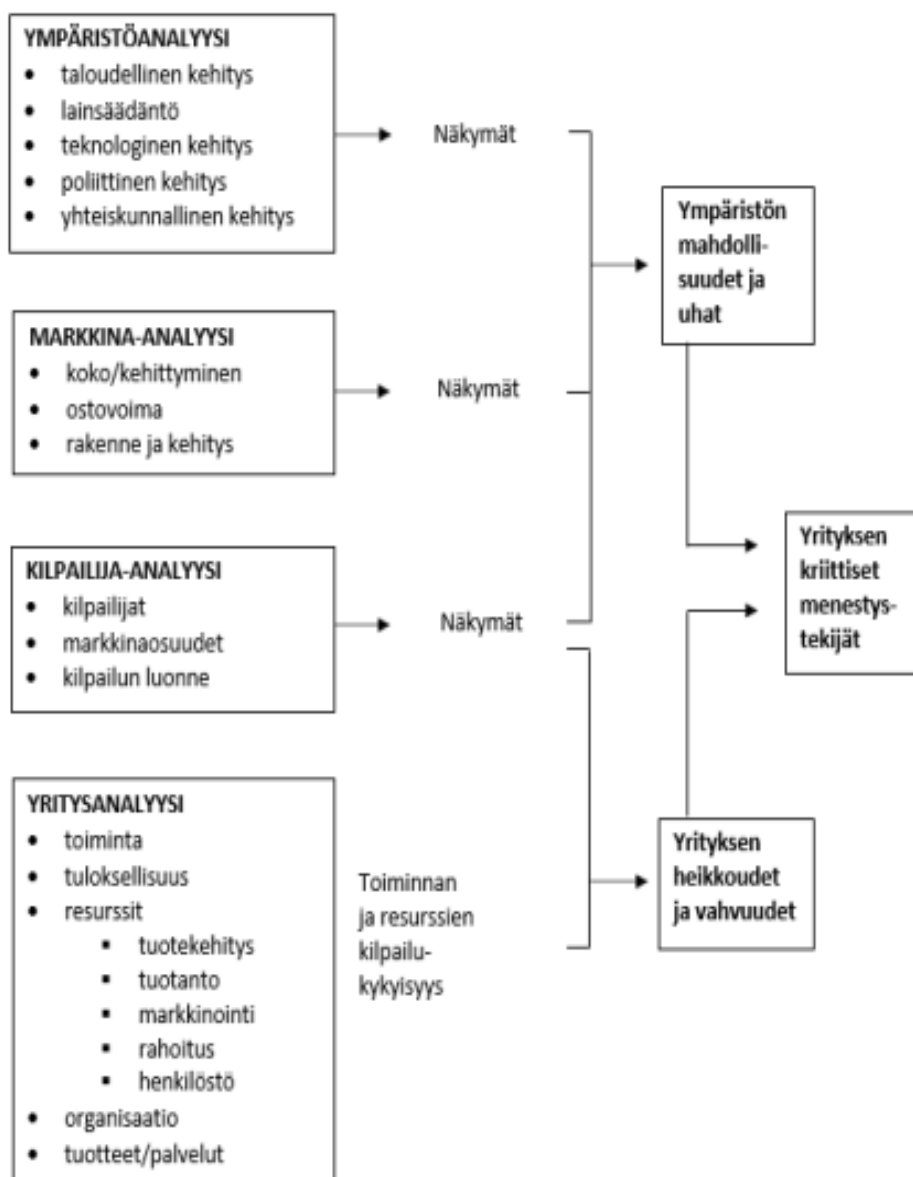 YMPÄRISTÖANALYYSI
• taloudellinen kehitys
• lainsäädäntö
• teknologinen kehitys
• poliittinen kehitys
• yhteiskunnallinen kehitys
Näkymät
Ympäristön
mahdolli-
suudet ja
uhat
MARKKINA-ANALYYSI
• koko/kehittyminen
• ostovoima
• rakenne ja kehitys
Näkymät
Yrityksen
kriittiset
menestys-
tekijät
KILPAILIJA-ANALYYSI
• kilpailijat
• markkinaosuudet
• kilpailun luonne
Näkymät
YRITYSANALYYSI
• toiminta
• tuloksellisuus
• resurssit
▪ tuotekehitys
▪ tuotanto
▪ markkinointi
▪ rahoitus
▪ henkilöstö
• organisaatio
• tuotteet/palvelut
Toiminnan
ja resurssien
kilpailu-
kykyisyys
Yrityksen
heikkoudet
ja vahvuudet